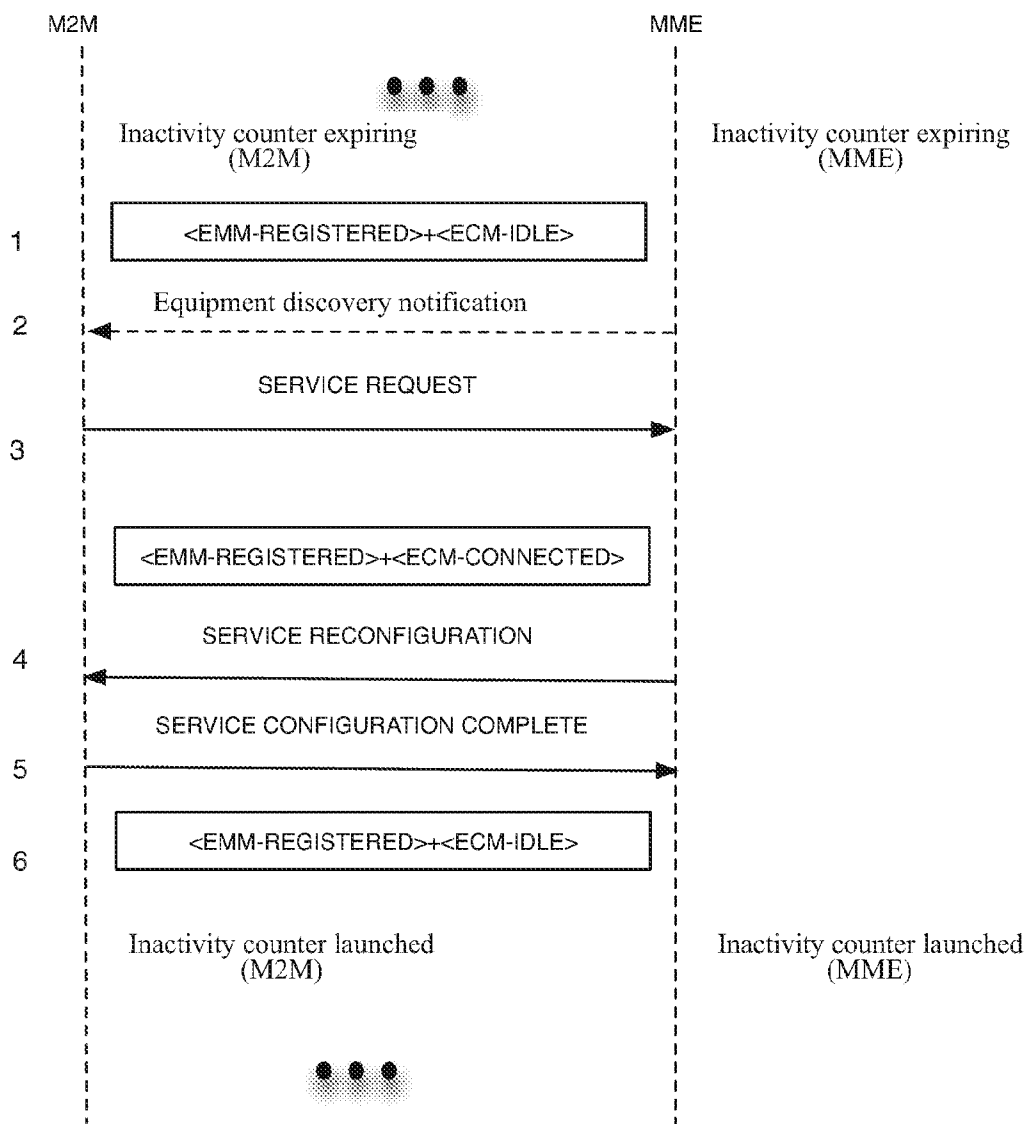 M2M
MME
Inactivity counter expiring
(M2M)
Inactivity counter expiring
(MME)
1
<EMM-REGISTERED>+<ECM-IDLE>
Equipment discovery notification
2
SERVICE REQUEST
3
<EMM-REGISTERED>+<ECM-CONNECTED>
SERVICE RECONFIGURATION
4
SERVICE CONFIGURATION COMPLETE
5
<EMM-REGISTERED>+<ECM-IDLE>
6
Inactivity counter launched
(M2M)
Inactivity counter launched
(MME)